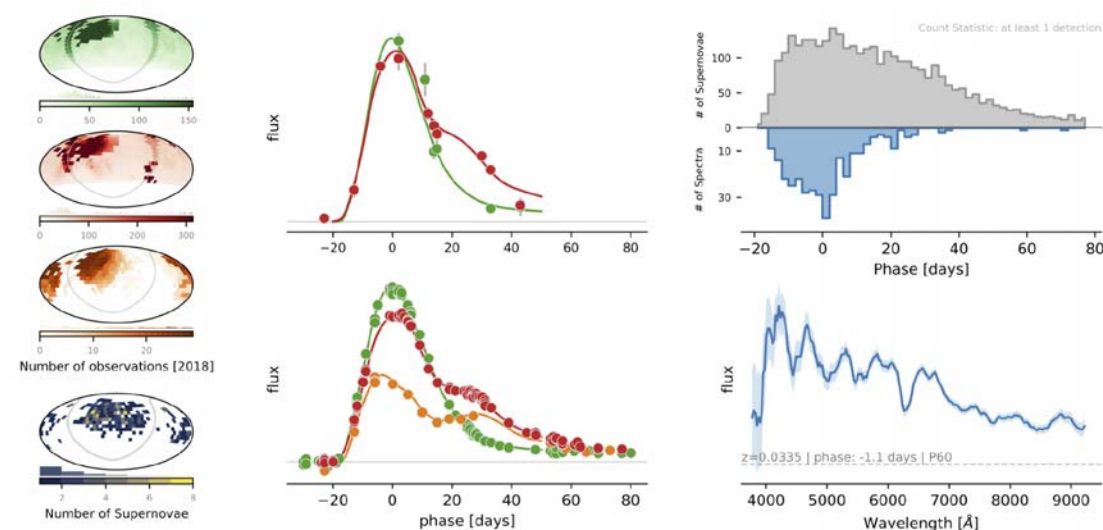 0 50 100 150
0 100 200 300
0 10 20
Number of observations [2018]
2 4 6 8
Number of Supernovae
flux
−20 0 20 40 60 80
flux
−20 0 20 40 60 80
phase [days]
Count Statistic: at least 1 detection
# of Supernovae
100
50
0
# of Spectra
10
30
−20 0 20 40 60 80
Phase [days]
flux
z=0.0335 | phase: -1.1 days | P60
4000 5000 6000 7000 8000 9000
Wavelength [Å]